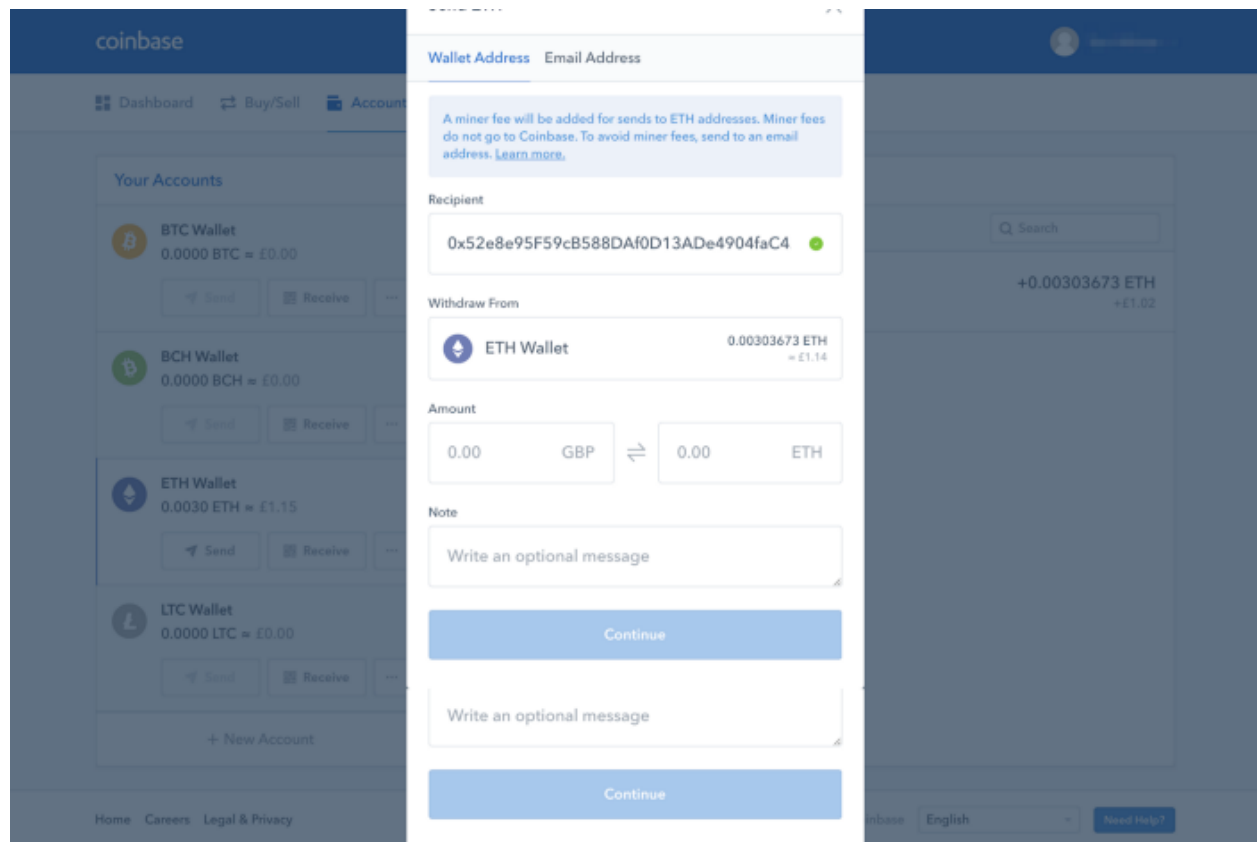 coinbase
Dashboard
Buy/Sell
Account
Your Accounts
BTC Wallet
0.0000 BTC ≈ £0.00
Send
Receive
BCH Wallet
0.0000 BCH ≈ £0.00
Send
Receive
ETH Wallet
0.0030 ETH ≈ £1.15
Send
Receive
LTC Wallet
0.0000 LTC ≈ £0.00
Send
Receive
+ New Account
Wallet Address Email Address
A miner fee will be added for sends to ETH addresses. Miner fees
do not go to Coinbase. To avoid miner fees, send to an email
address. Learn more.
Recipient
0x52e8e95F59cB588DAf0D13ADe4904faC4
Withdraw From
ETH Wallet
0.00303673 ETH
≈ £1.14
Amount
0.00 GBP
0.00 ETH
Note
Write an optional message
Continue
Write an optional message
Continue
Search
+0.00303673 ETH
+£1.02
Home Careers Legal & Privacy
inbase
English
Need Help?